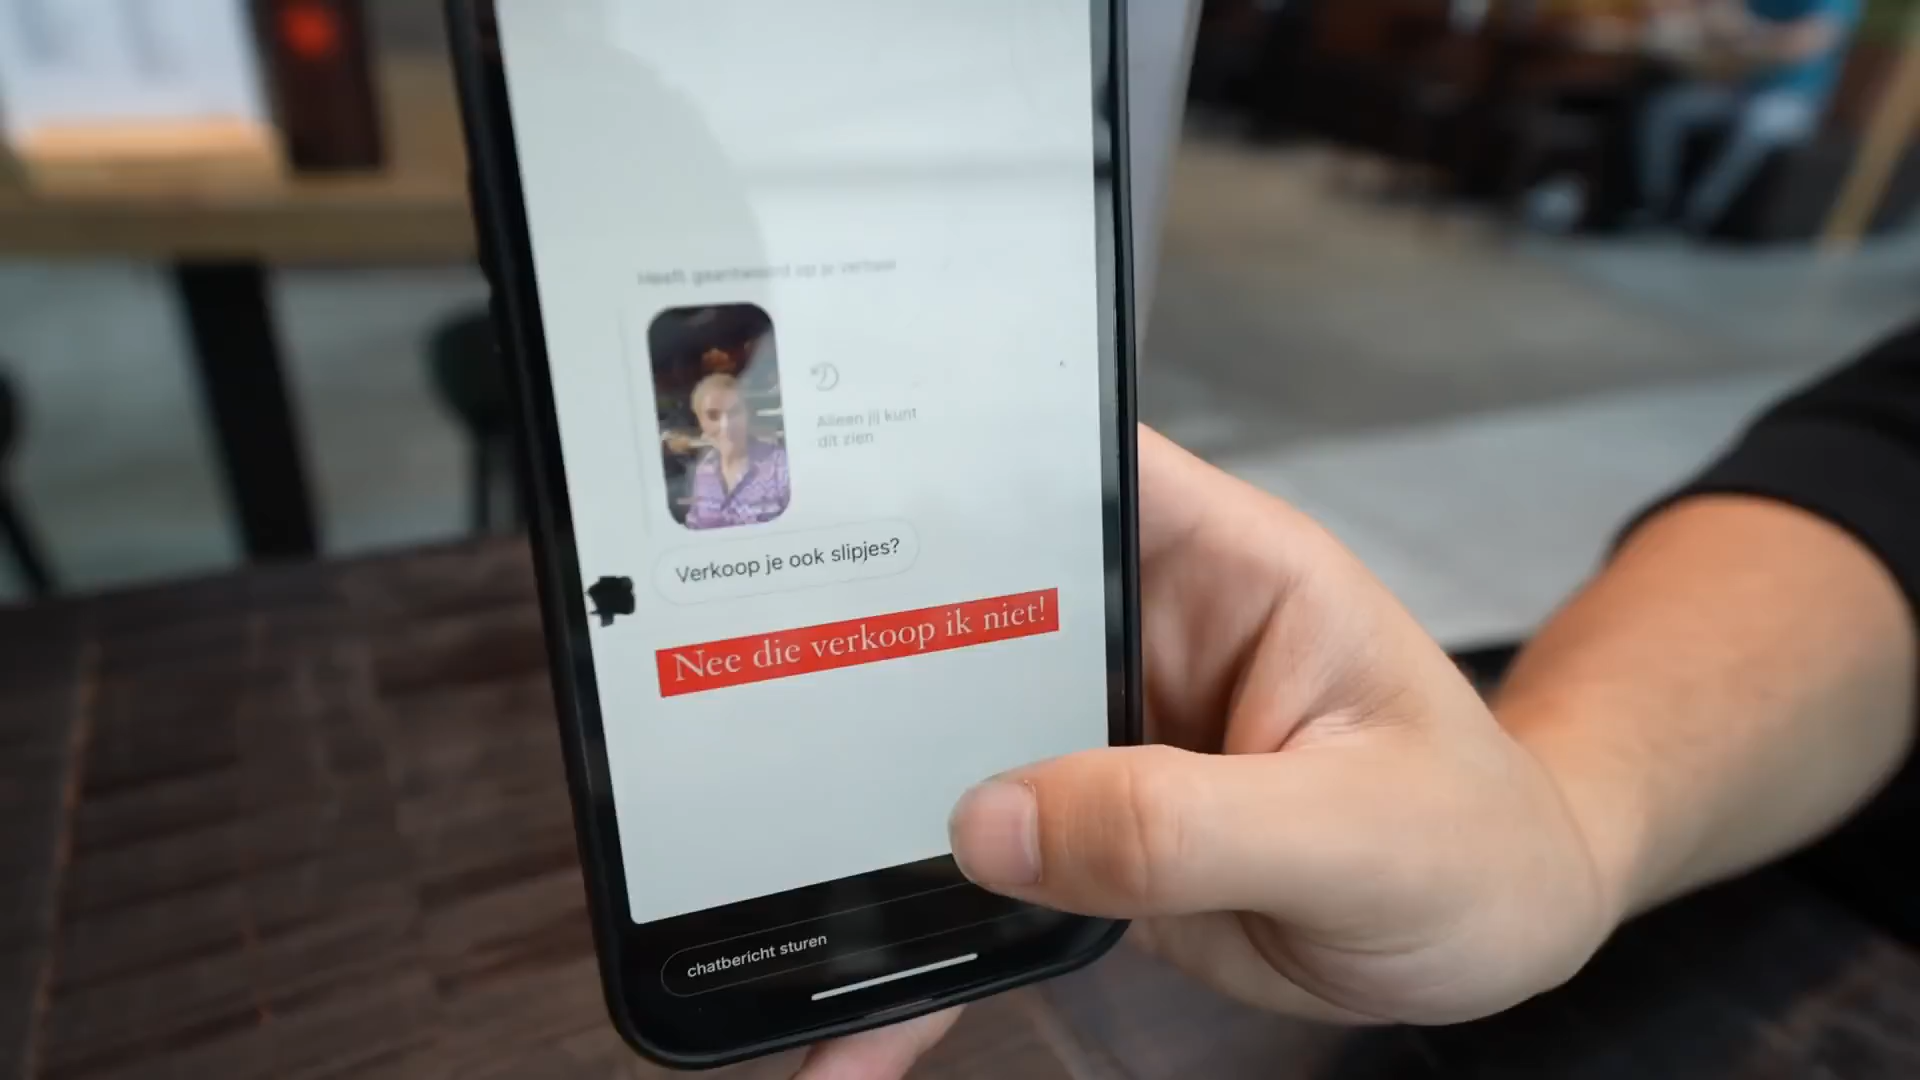 Heeft geantwoord op je verhaal
Alleen jij kunt
dit zien
Verkoop je ook slipjes?
Nee die verkoop ik niet!
chatbericht sturen